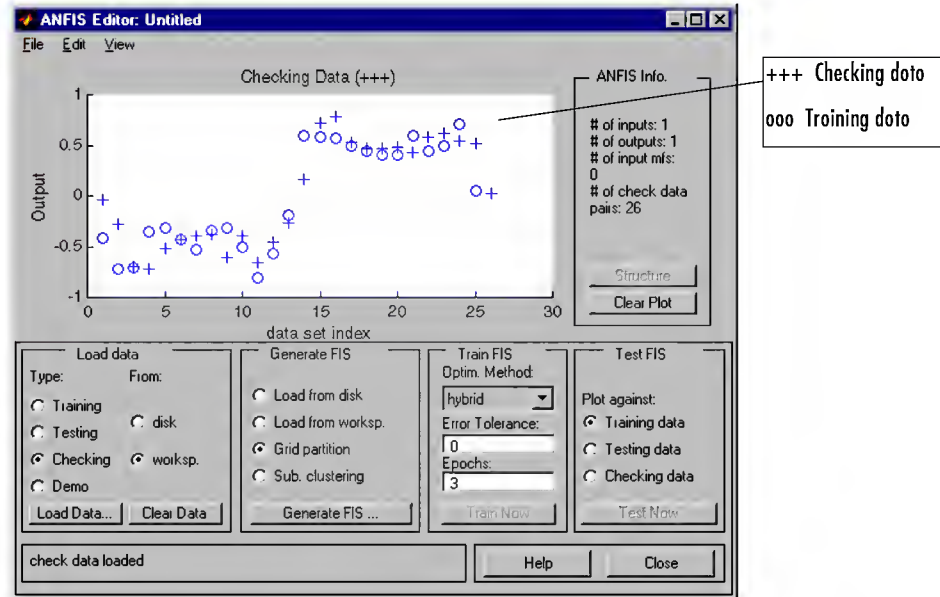 ANFIS Editor: Untitled
File Edit View
Checking Data (+++)
1
0.5
0
-0.5
-1
Output
0 5 10 15 20 25 30
data set index
ANFIS Info.
# of inputs: 1
# of outputs: 1
# of input mfs:
0
# of check data
pairs: 26
Structure
Clear Plot
+++ Checking doto
ooo Troining doto
Load data
Type: From:
Training
Testing
Checking
Demo
disk
worksp.
Load Data... Clear Data
Generate FIS
Load from disk
Load from worksp.
Grid partition
Sub. clustering
Generate FIS ...
Train FIS
Optim. Method:
hybrid
Error Tolerance:
0
Epochs:
3
Train Now
Test FIS
Plot against:
Training data
Testing data
Checking data
Test Now
check data loaded
Help Close